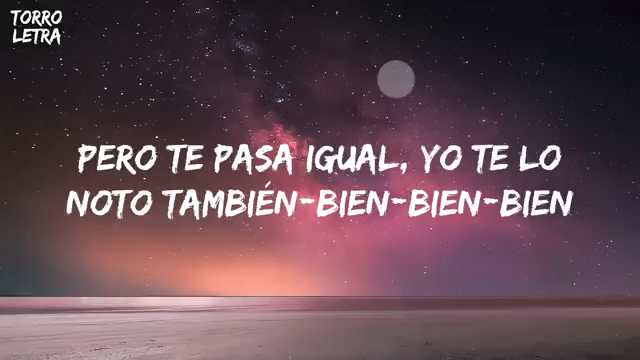 TORRO
LETRA
PERO TE PASA IGUAL, YO TE LO
NOTO TAMBIÉN-BIEN-BIEN-BIEN